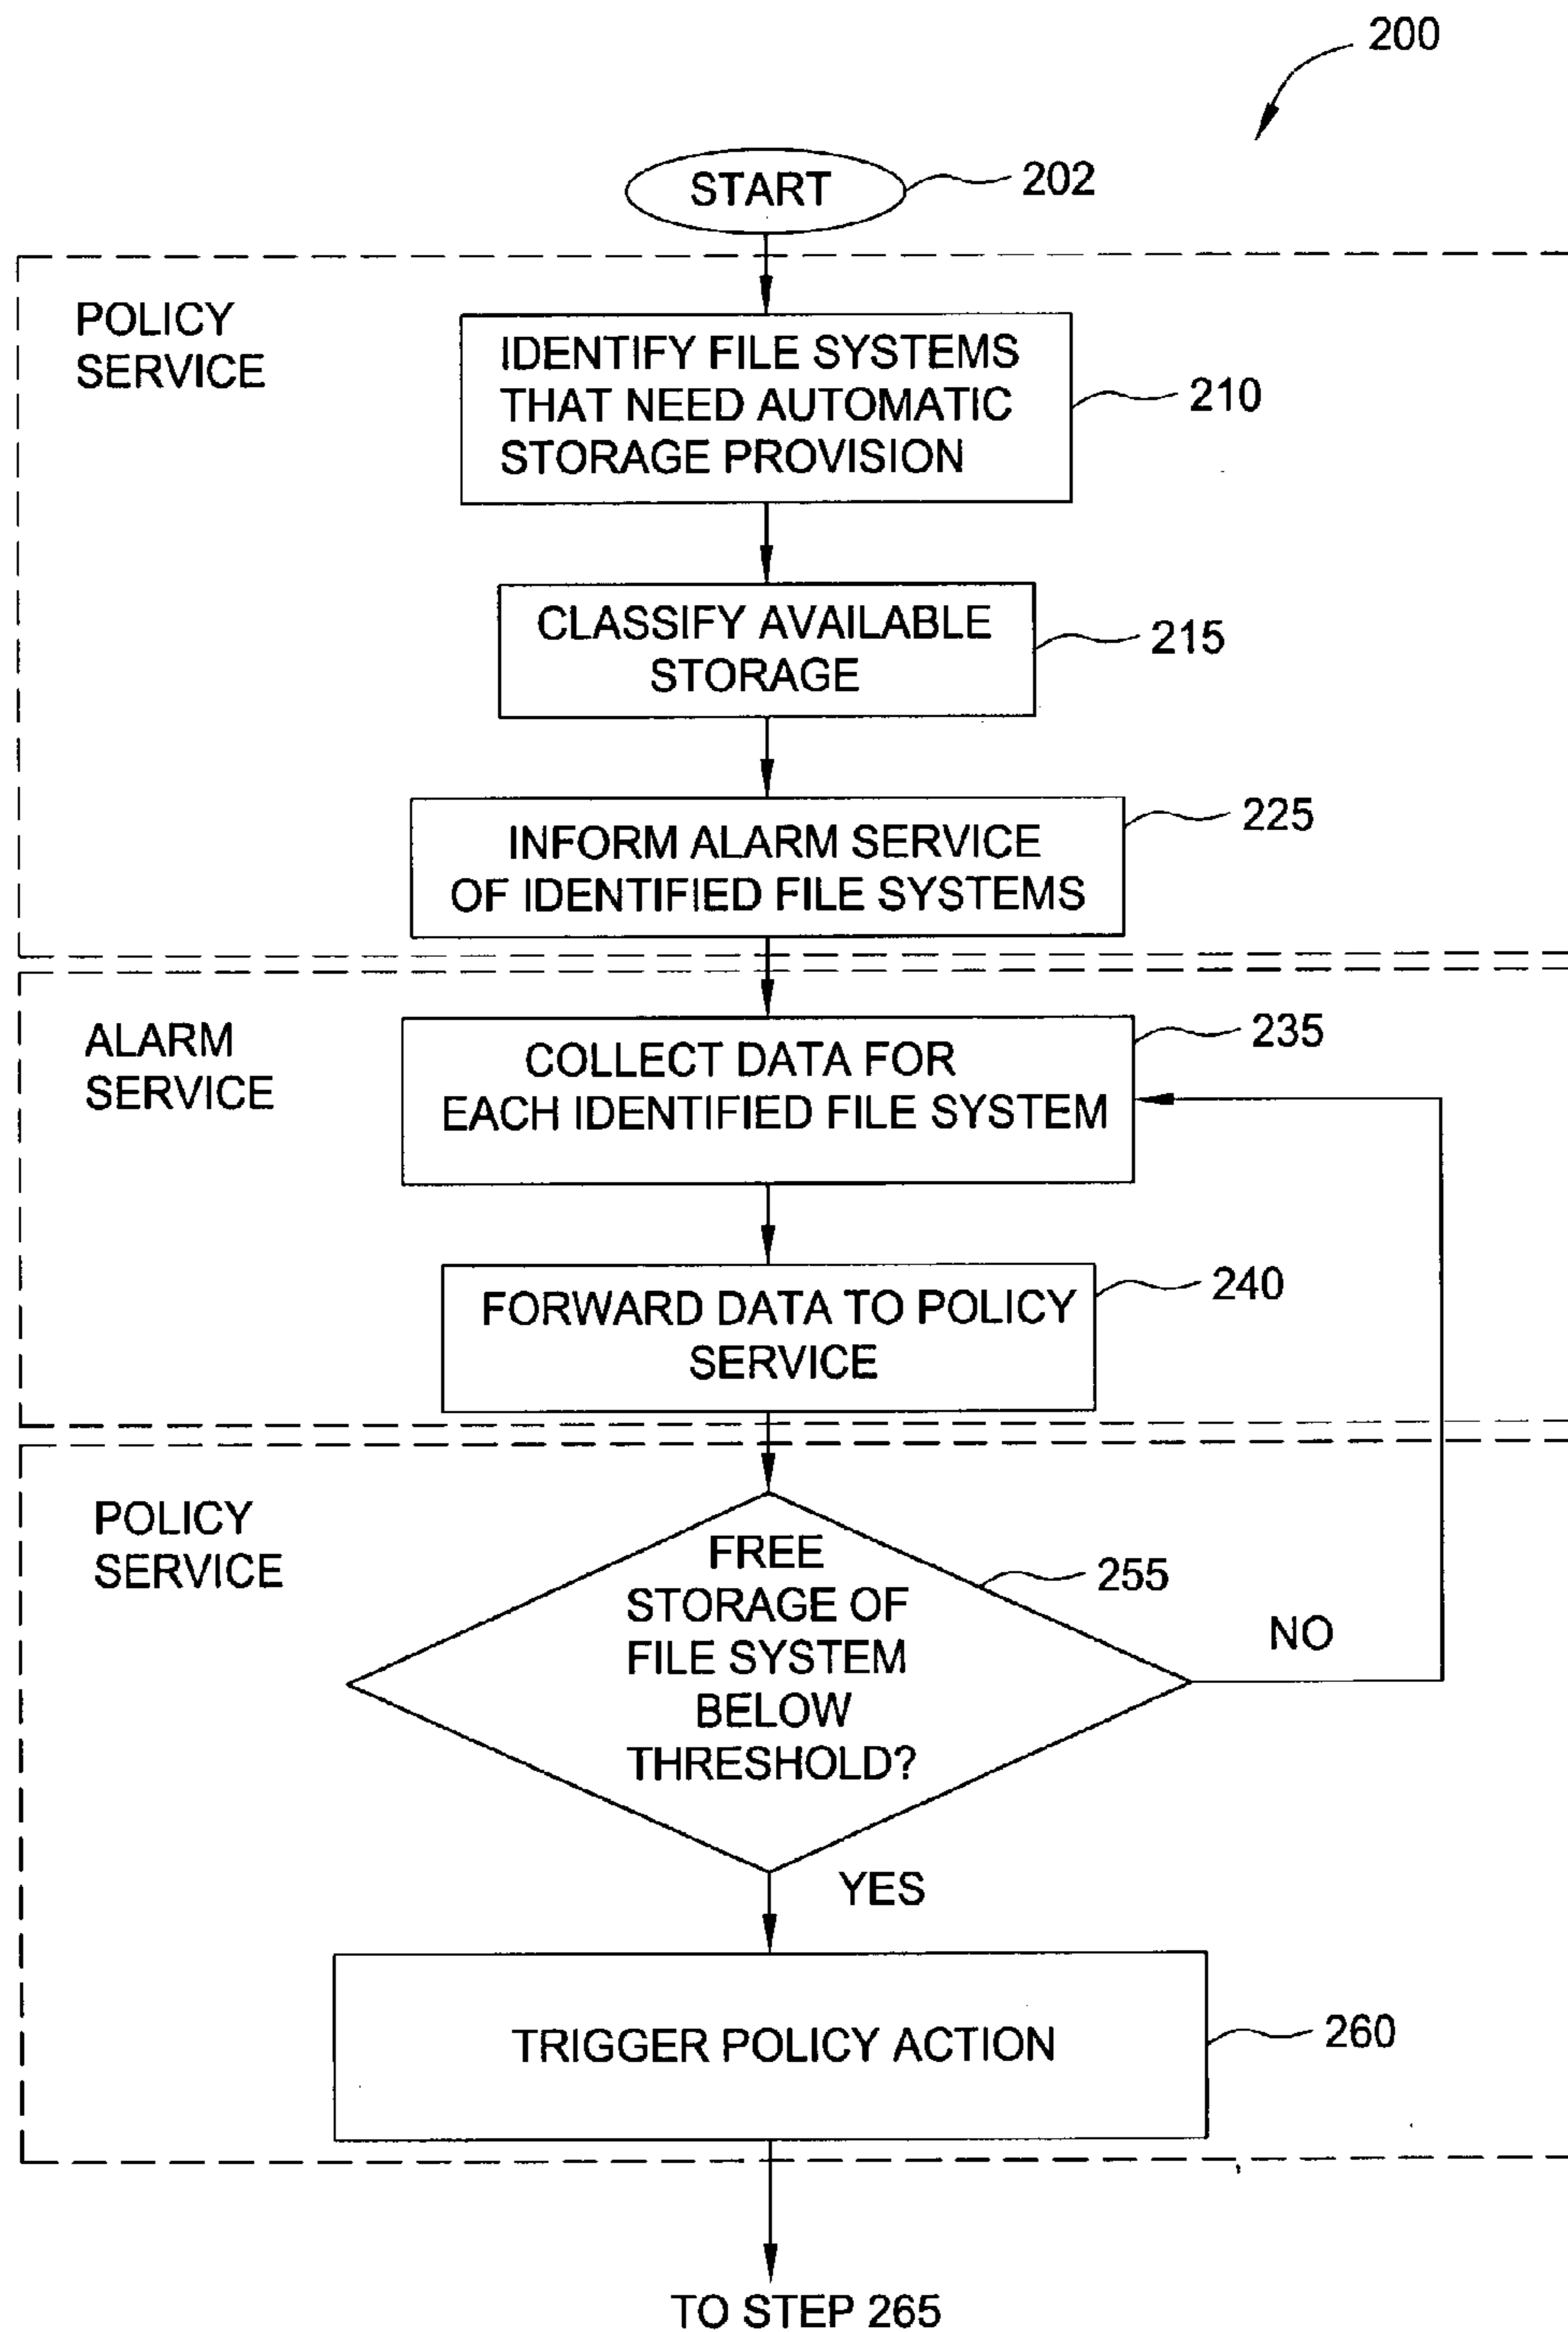 200
START
202
POLICY
SERVICE
IDENTIFY FILE SYSTEMS
THAT NEED AUTOMATIC
STORAGE PROVISION
210
CLASSIFY AVAILABLE
STORAGE
215
INFORM ALARM SERVICE
OF IDENTIFIED FILE SYSTEMS
225
ALARM
SERVICE
COLLECT DATA FOR
EACH IDENTIFIED FILE SYSTEM
235
FORWARD DATA TO POLICY
SERVICE
240
POLICY
SERVICE
FREE
STORAGE OF
FILE SYSTEM
BELOW
THRESHOLD?
255
NO
YES
TRIGGER POLICY ACTION
260
TO STEP 265